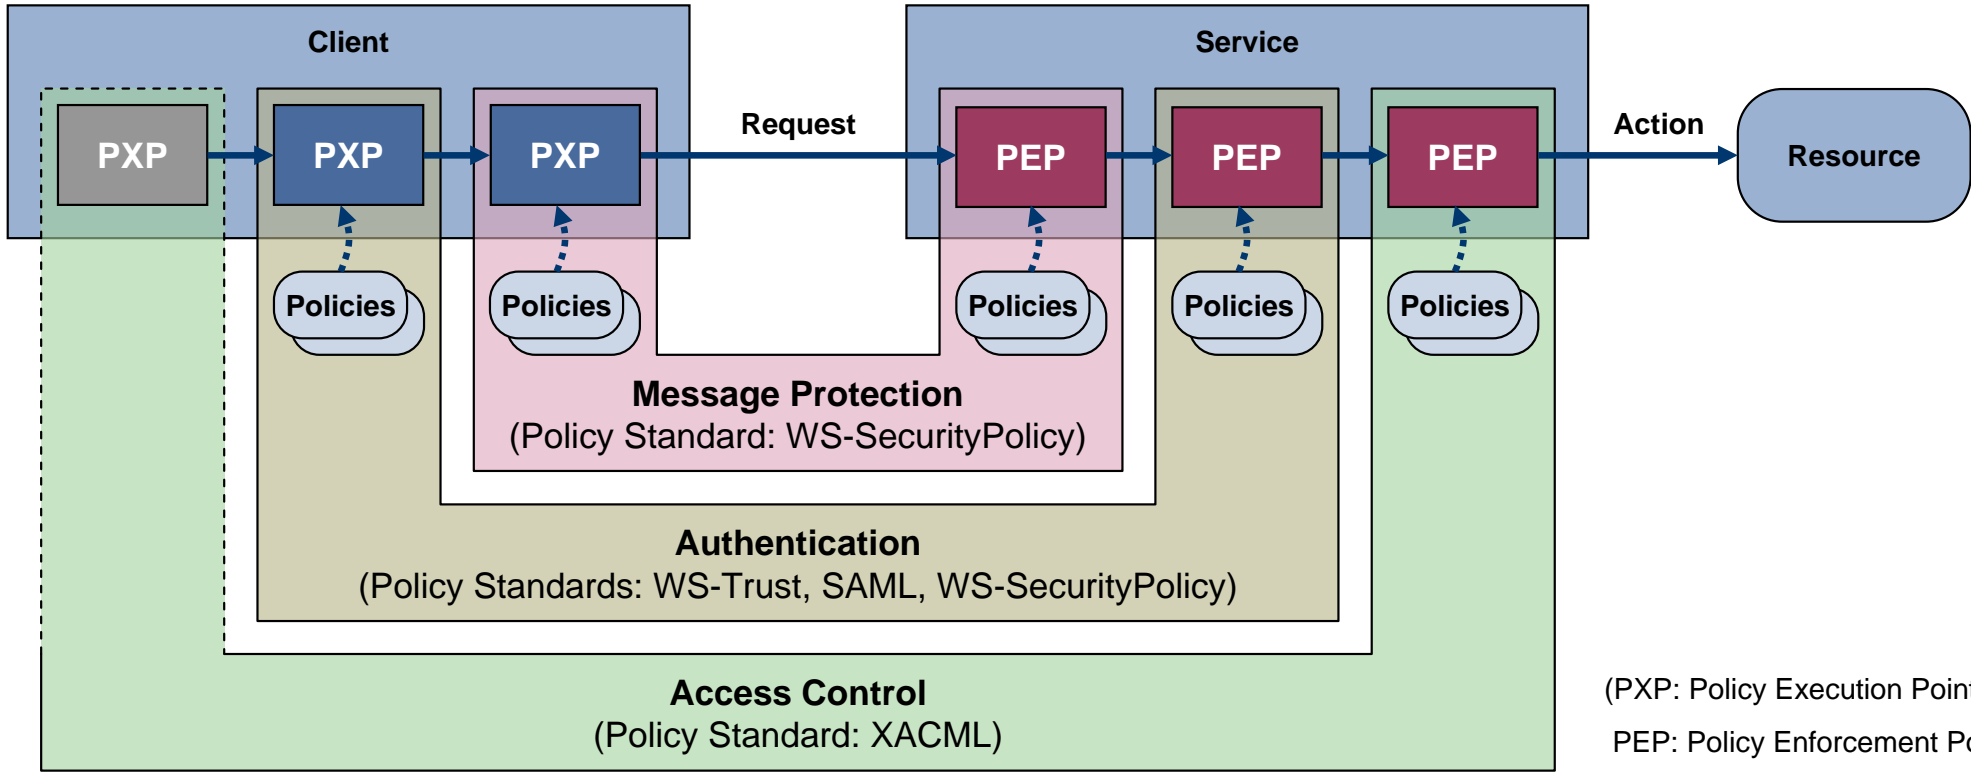 Client
Service
PXP
PXP
PXP
Request
PEP
PEP
PEP
Action
Resource
Policies
Policies
Policies
Policies
Policies
Message Protection
(Policy Standard: WS-SecurityPolicy)
Authentication
(Policy Standards: WS-Trust, SAML, WS-SecurityPolicy)
Access Control
(Policy Standard: XACML)
(PXP: Policy Execution Point
PEP: Policy Enforcement Po